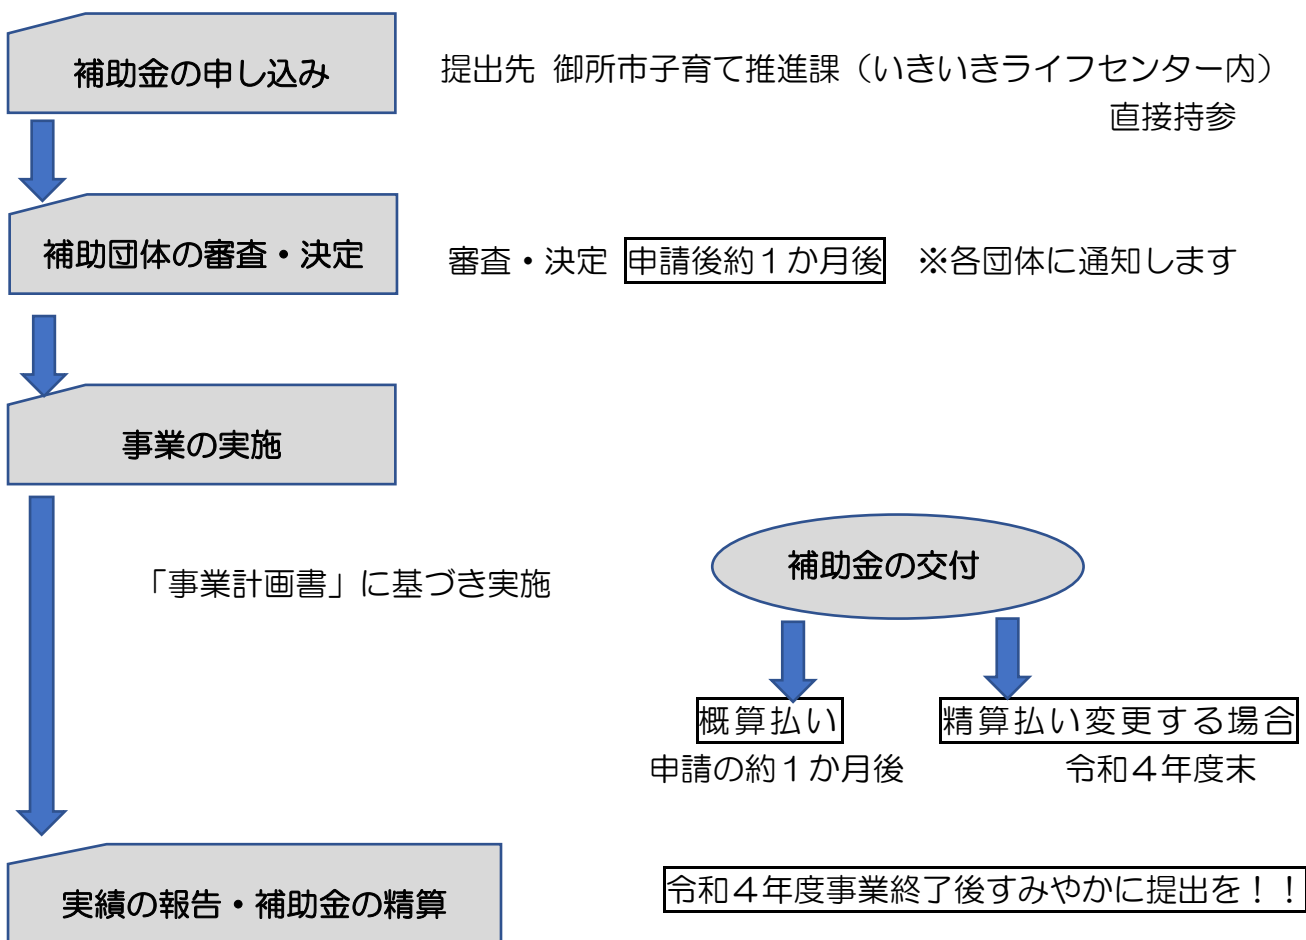 補助金の申し込み
提出先 御所市子育て推進課（いきいきライフセンター内）
直接持参
補助団体の審査・決定
審査・決定 申請後約１か月後 ※各団体に通知します
事業の実施
「事業計画書」に基づき実施
補助金の交付
概算払い
精算払い変更する場合
申請の約１か月後
令和４年度末
実績の報告・補助金の精算
令和４年度事業終了後すみやかに提出を！！